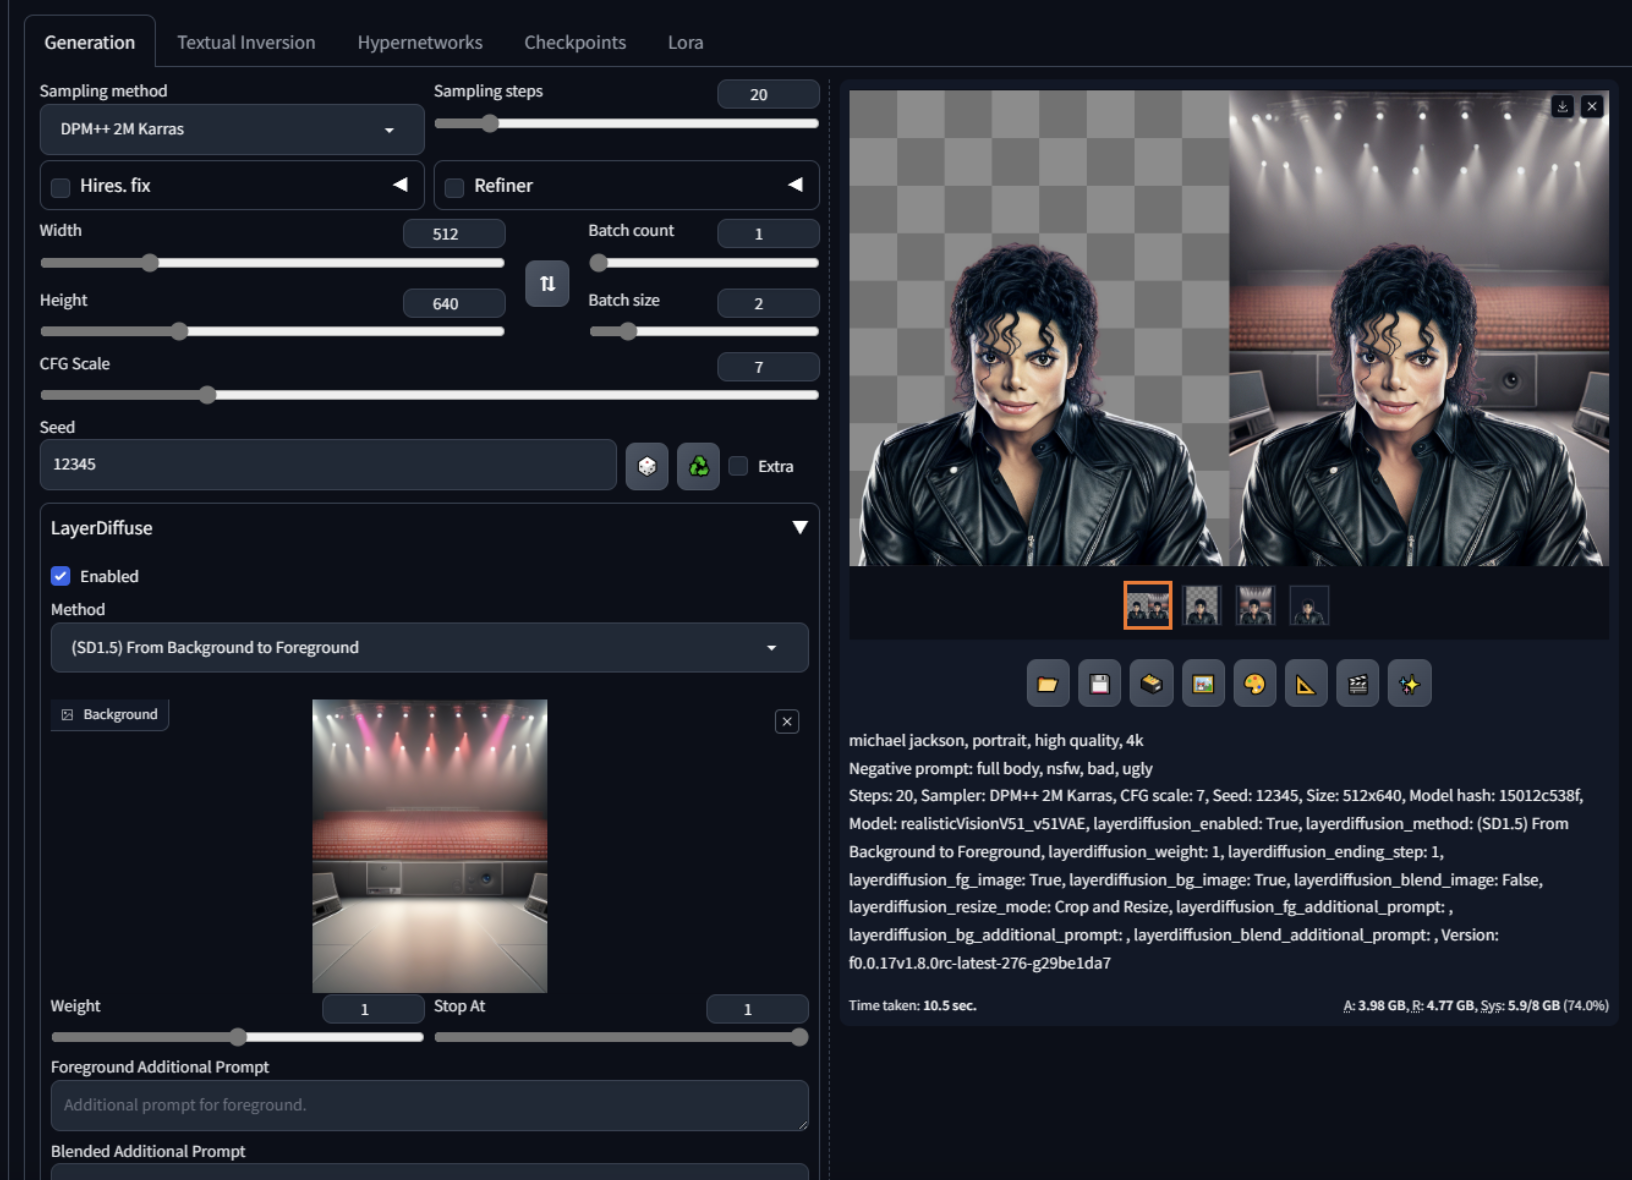 Generation Textual Inversion Hypernetworks Checkpoints Lora
Sampling method
DPM++ 2M Karras
Sampling steps 20
Hires. fix
Refiner
Width 512
Batch count 1
Height 640
Batch size 2
CFG Scale 7
Seed
12345
Extra
LayerDiffuse
Enabled
Method
(SD1.5) From Background to Foreground
Background
Weight 1
Stop At 1
Foreground Additional Prompt
Additional prompt for foreground.
Blended Additional Prompt
michael jackson, portrait, high quality, 4k
Negative prompt: full body, nsfw, bad, ugly
Steps: 20, Sampler: DPM++ 2M Karras, CFG scale: 7, Seed: 12345, Size: 512x640, Model hash: 15012c538f,
Model: realisticVisionV51_v51VAE, layerdiffusion_enabled: True, layerdiffusion_method: (SD1.5) From
Background to Foreground, layerdiffusion_weight: 1, layerdiffusion_ending_step: 1,
layerdiffusion_fg_image: True, layerdiffusion_bg_image: True, layerdiffusion_blend_image: False,
layerdiffusion_resize_mode: Crop and Resize, layerdiffusion_fg_additional_prompt: ,
layerdiffusion_bg_additional_prompt: , layerdiffusion_blend_additional_prompt: , Version:
f0.0.17v1.8.0rc-latest-276-g29be1da7
Time taken: 10.5 sec.
A: 3.98 GB, R: 4.77 GB, Sys: 5.9/8 GB (74.0%)